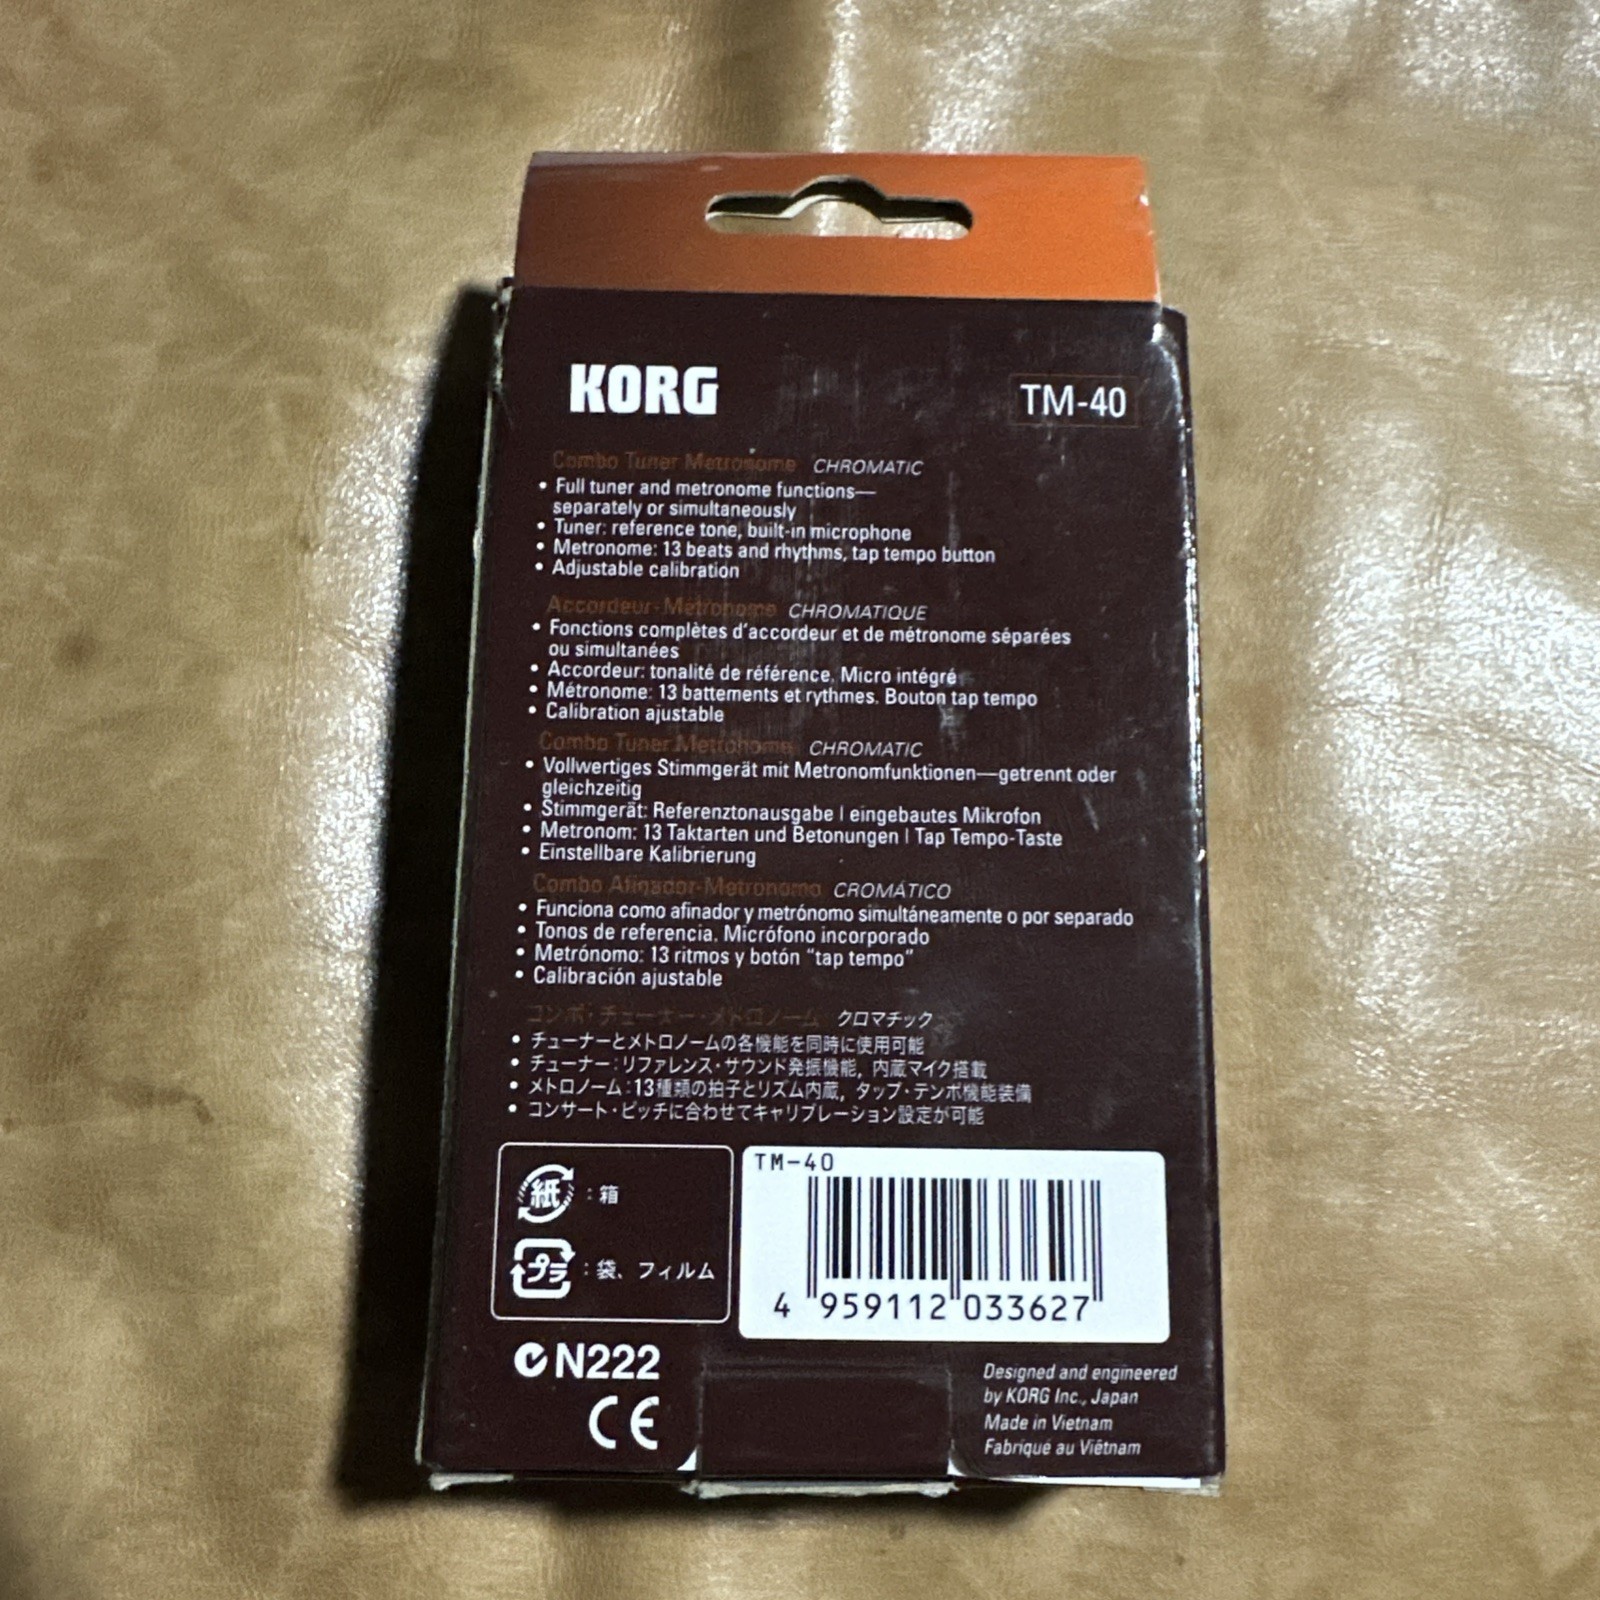 KORG
TM-40
Combo Tuner Metronome CHROMATIC
• Full tuner and metronome functions—
separately or simultaneously
• Tuner: reference tone, built-in microphone
• Metronome: 13 beats and rhythms, tap tempo button
• Adjustable calibration
Accordeur·Métronome CHROMATIQUE
• Fonctions complètes d'accordeur et de métronome séparées
ou simultanées
• Accordeur: tonalité de référence. Micro intégré
• Métronome: 13 battements et rythmes. Bouton tap tempo
• Calibration ajustable
Combo Tuner Metronome CHROMATIC
• Vollwertiges Stimmgerät mit Metronomfunktionen—getrennt oder
gleichzeitig
• Stimmgerät: Referenztonausgabe | eingebautes Mikrofon
• Metronom: 13 Taktarten und Betonungen | Tap Tempo-Taste
• Einstellbare Kalibrierung
Combo Afinador·Metronomo CROMÁTICO
• Funciona como afinador y metrónomo simultáneamente o por separado
• Tonos de referencia. Micrófono incorporado
• Metrónomo: 13 ritmos y botón "tap tempo"
• Calibración ajustable
コンボ・チューナー・メトロノーム クロマチック
• チューナーとメトロノームの各機能を同時に使用可能
• チューナー：リファレンス・サウンド発振機能，内蔵マイク搭載
• メトロノーム：13種類の拍子とリズム内蔵，タップ・テンポ機能装備
• コンサート・ピッチに合わせてキャリブレーション設定が可能
紙：箱
プラ：袋、フィルム
TM-40
4 959112 033627
N222
CE
Designed and engineered
by KORG Inc., Japan
Made in Vietnam
Fabriqué au Viêtnam